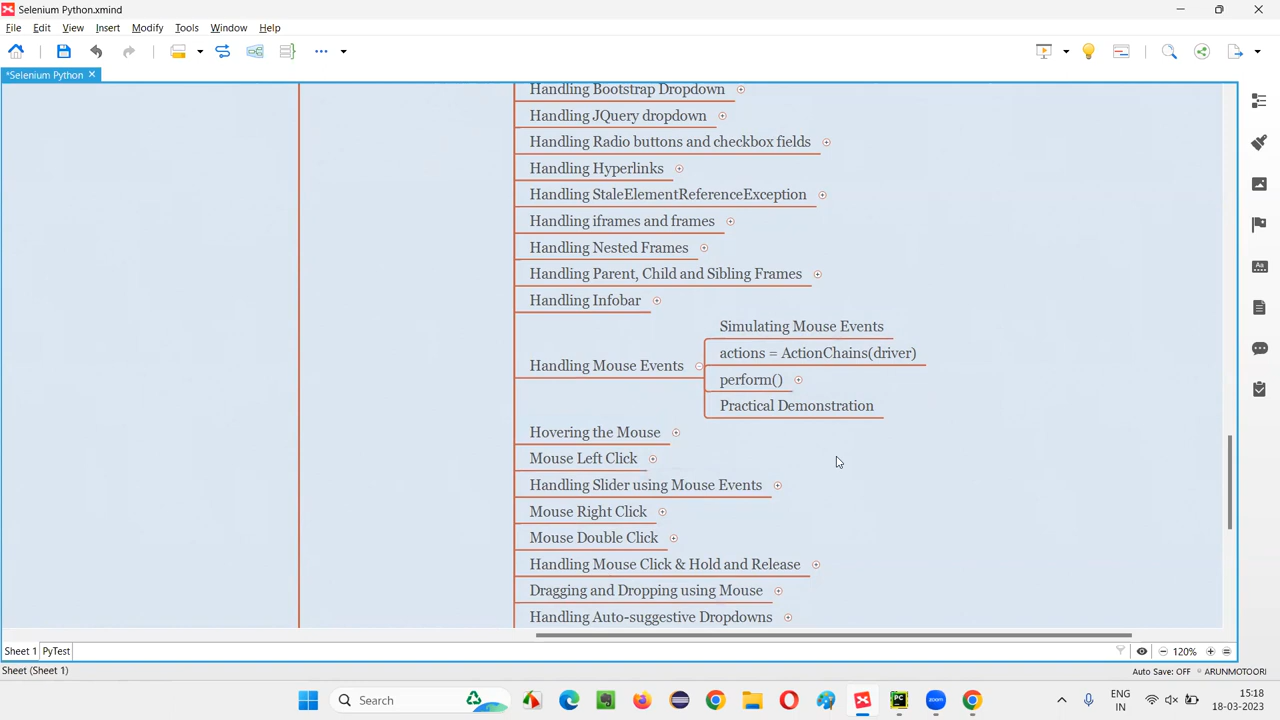 Selenium Python.xmind
File Edit View Insert Modify Tools Window Help
*Selenium Python
Handling Bootstrap Dropdown
Handling JQuery dropdown
Handling Radio buttons and checkbox fields
Handling Hyperlinks
Handling StaleElementReferenceException
Handling iframes and frames
Handling Nested Frames
Handling Parent, Child and Sibling Frames
Handling Infobar
Handling Mouse Events
Simulating Mouse Events
actions = ActionChains(driver)
perform()
Practical Demonstration
Hovering the Mouse
Mouse Left Click
Handling Slider using Mouse Events
Mouse Right Click
Mouse Double Click
Handling Mouse Click & Hold and Release
Dragging and Dropping using Mouse
Handling Auto-suggestive Dropdowns
Sheet 1 PyTest
120%
Sheet (Sheet 1)
Auto Save: OFF ARUNMOTOORI
Search
zoom
ENG
IN
15:18
18-03-2023